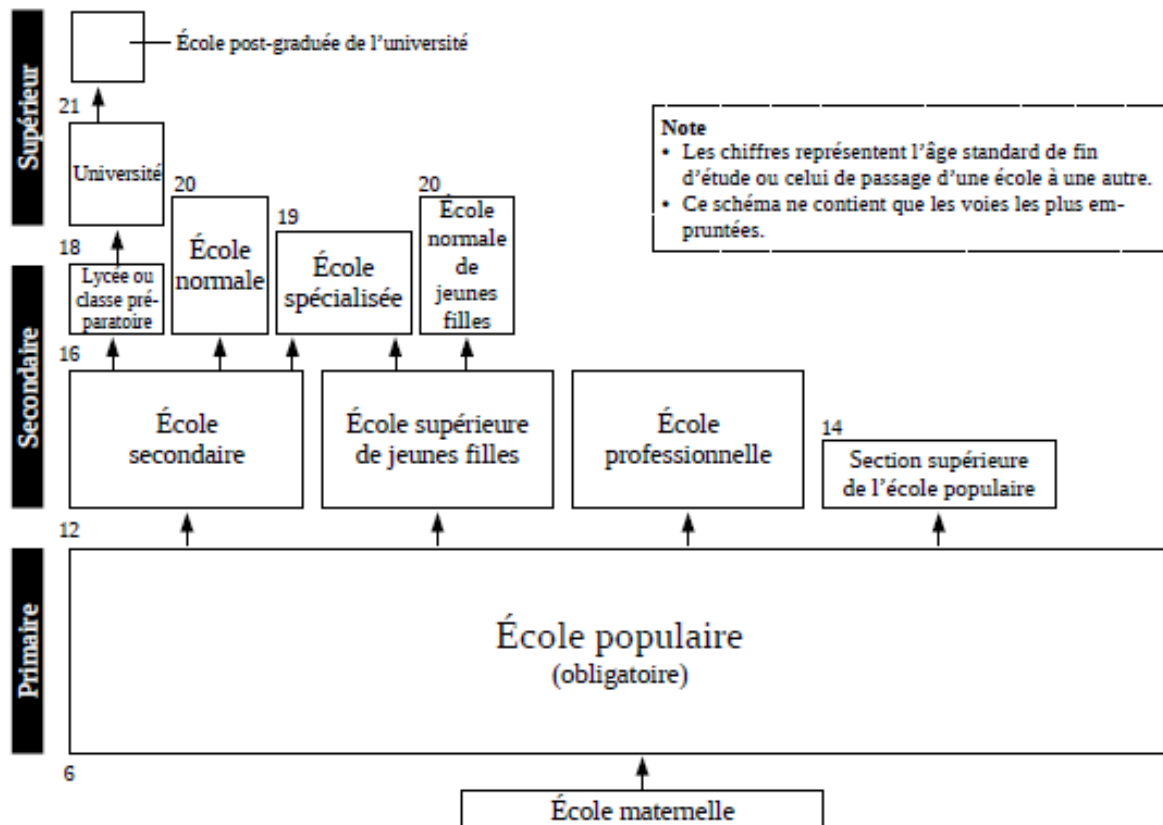 Supérieur
École post-graduée de l’université
21
Université
Note
• Les chiffres représentent l’âge standard de fin
d’étude ou celui de passage d’une école à une autre.
• Ce schéma ne contient que les voies les plus em-
pruntées.
20
École
normale
19
École
spécialisée
20
École
normale
de
jeunes
filles
18
Lycée ou
classe pré-
paratoire
Secondaire
16
École
secondaire
École supérieure
de jeunes filles
École
professionnelle
14
Section supérieure
de l’école populaire
12
Primaire
École populaire
(obligatoire)
6
École maternelle